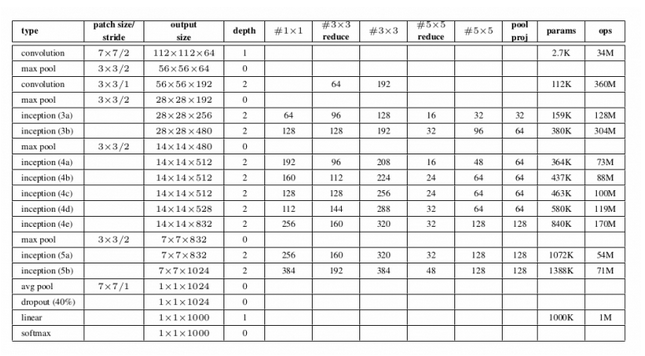 type patch size/ stride output size depth #1×1 #3×3 reduce #3×3 #5×5 reduce #5×5 pool proj params ops
convolution 7×7/2 112×112×64 1 2.7K 34M
max pool 3×3/2 56×56×64 0
convolution 3×3/1 56×56×192 2 64 192 112K 360M
max pool 3×3/2 28×28×192 0
inception (3a) 28×28×256 2 64 96 128 16 32 32 159K 128M
inception (3b) 28×28×480 2 128 128 192 32 96 64 380K 304M
max pool 3×3/2 14×14×480 0
inception (4a) 14×14×512 2 192 96 208 16 48 64 364K 73M
inception (4b) 14×14×512 2 160 112 224 24 64 64 437K 88M
inception (4c) 14×14×512 2 128 128 256 24 64 64 463K 100M
inception (4d) 14×14×528 2 112 144 288 32 64 64 580K 119M
inception (4e) 14×14×832 2 256 160 320 32 128 128 840K 170M
max pool 3×3/2 7×7×832 0
inception (5a) 7×7×832 2 256 160 320 32 128 128 1072K 54M
inception (5b) 7×7×1024 2 384 192 384 48 128 128 1388K 71M
avg pool 7×7/1 1×1×1024 0
dropout (40%) 1×1×1024 0
linear 1×1×1000 1 1000K 1M
softmax 1×1×1000 0